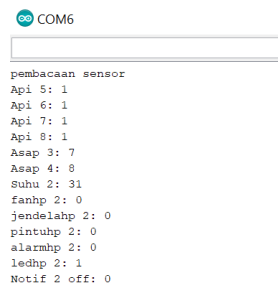 COM6
pembacaan sensor
Api 5: 1
Api 6: 1
Api 7: 1
Api 8: 1
Asap 3: 7
Asap 4: 8
Suhu 2: 31
fanhp 2: 0
jendelahp 2: 0
pintuhp 2: 0
alarmhp 2: 0
ledhp 2: 1
Notif 2 off: 0